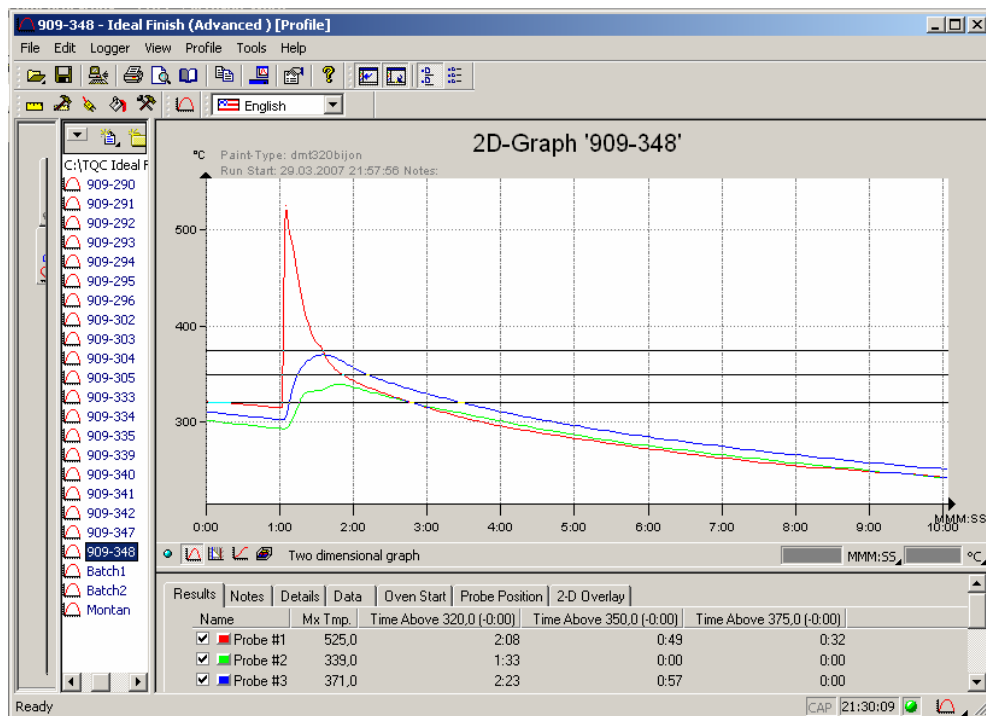 909-348 - Ideal Finish (Advanced ) [Profile]
File Edit Logger View Profile Tools Help
English
2D-Graph '909-348'
°C Paint-Type: dmt320bijon
Run Start: 29.03.2007 21:57:56 Notes:
C:\TQC Ideal F
909-290
909-291
909-292
909-293
909-294
909-295
909-296
909-302
909-303
909-304
909-305
909-333
909-334
909-335
909-339
909-340
909-341
909-342
909-347
909-348
Batch1
Batch2
Montan
500
400
300
0:00 1:00 2:00 3:00 4:00 5:00 6:00 7:00 8:00 9:00 10:00 MMM:SS
Two dimensional graph MMM:SS °C
Results Notes Details Data Oven Start Probe Position 2-D Overlay
Name Mx Tmp. Time Above 320,0 (-0:00) Time Above 350,0 (-0:00) Time Above 375,0 (-0:00)
Probe #1 525,0 2:08 0:49 0:32
Probe #2 339,0 1:33 0:00 0:00
Probe #3 371,0 2:23 0:57 0:00
Ready CAP 21:30:09